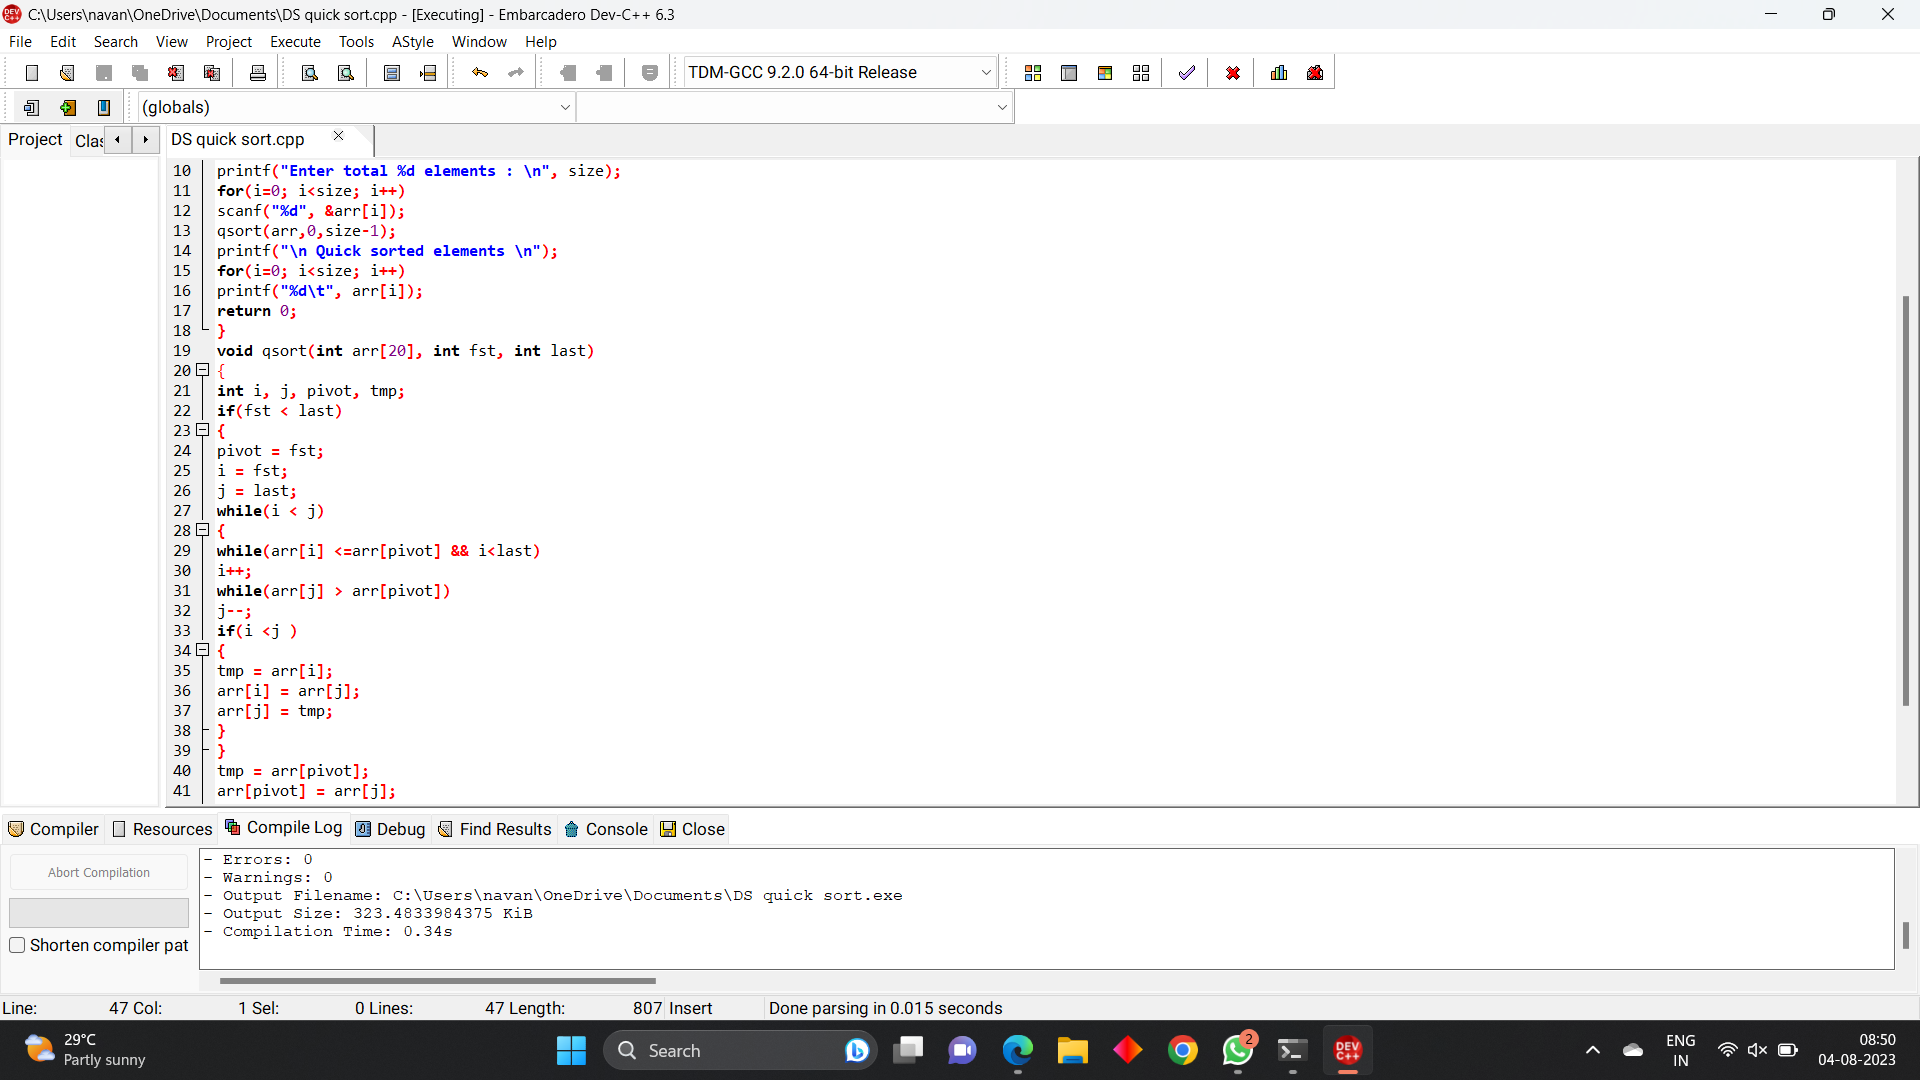 C:\Users\navan\OneDrive\Documents\DS quick sort.cpp - [Executing] - Embarcadero Dev-C++ 6.3
File Edit Search View Project Execute Tools AStyle Window Help
TDM-GCC 9.2.0 64-bit Release
(globals)
Project Clas DS quick sort.cpp
10 printf("Enter total %d elements : \n", size);
11 for(i=0; i<size; i++)
12 scanf("%d", &arr[i]);
13 qsort(arr,0,size-1);
14 printf("\n Quick sorted elements \n");
15 for(i=0; i<size; i++)
16 printf("%d\t", arr[i]);
17 return 0;
18 }
19 void qsort(int arr[20], int fst, int last)
20 {
21 int i, j, pivot, tmp;
22 if(fst < last)
23 {
24 pivot = fst;
25 i = fst;
26 j = last;
27 while(i < j)
28 {
29 while(arr[i] <=arr[pivot] && i<last)
30 i++;
31 while(arr[j] > arr[pivot])
32 j--;
33 if(i <j )
34 {
35 tmp = arr[i];
36 arr[i] = arr[j];
37 arr[j] = tmp;
38 }
39 }
40 tmp = arr[pivot];
41 arr[pivot] = arr[j];
Compiler Resources Compile Log Debug Find Results Console Close
Abort Compilation
Shorten compiler pat
- Errors: 0
- Warnings: 0
- Output Filename: C:\Users\navan\OneDrive\Documents\DS quick sort.exe
- Output Size: 323.4833984375 KiB
- Compilation Time: 0.34s
Line: 47 Col: 1 Sel: 0 Lines: 47 Length: 807 Insert Done parsing in 0.015 seconds
29°C
Partly sunny
Search
2
DEV
C++
ENG
IN
08:50
04-08-2023